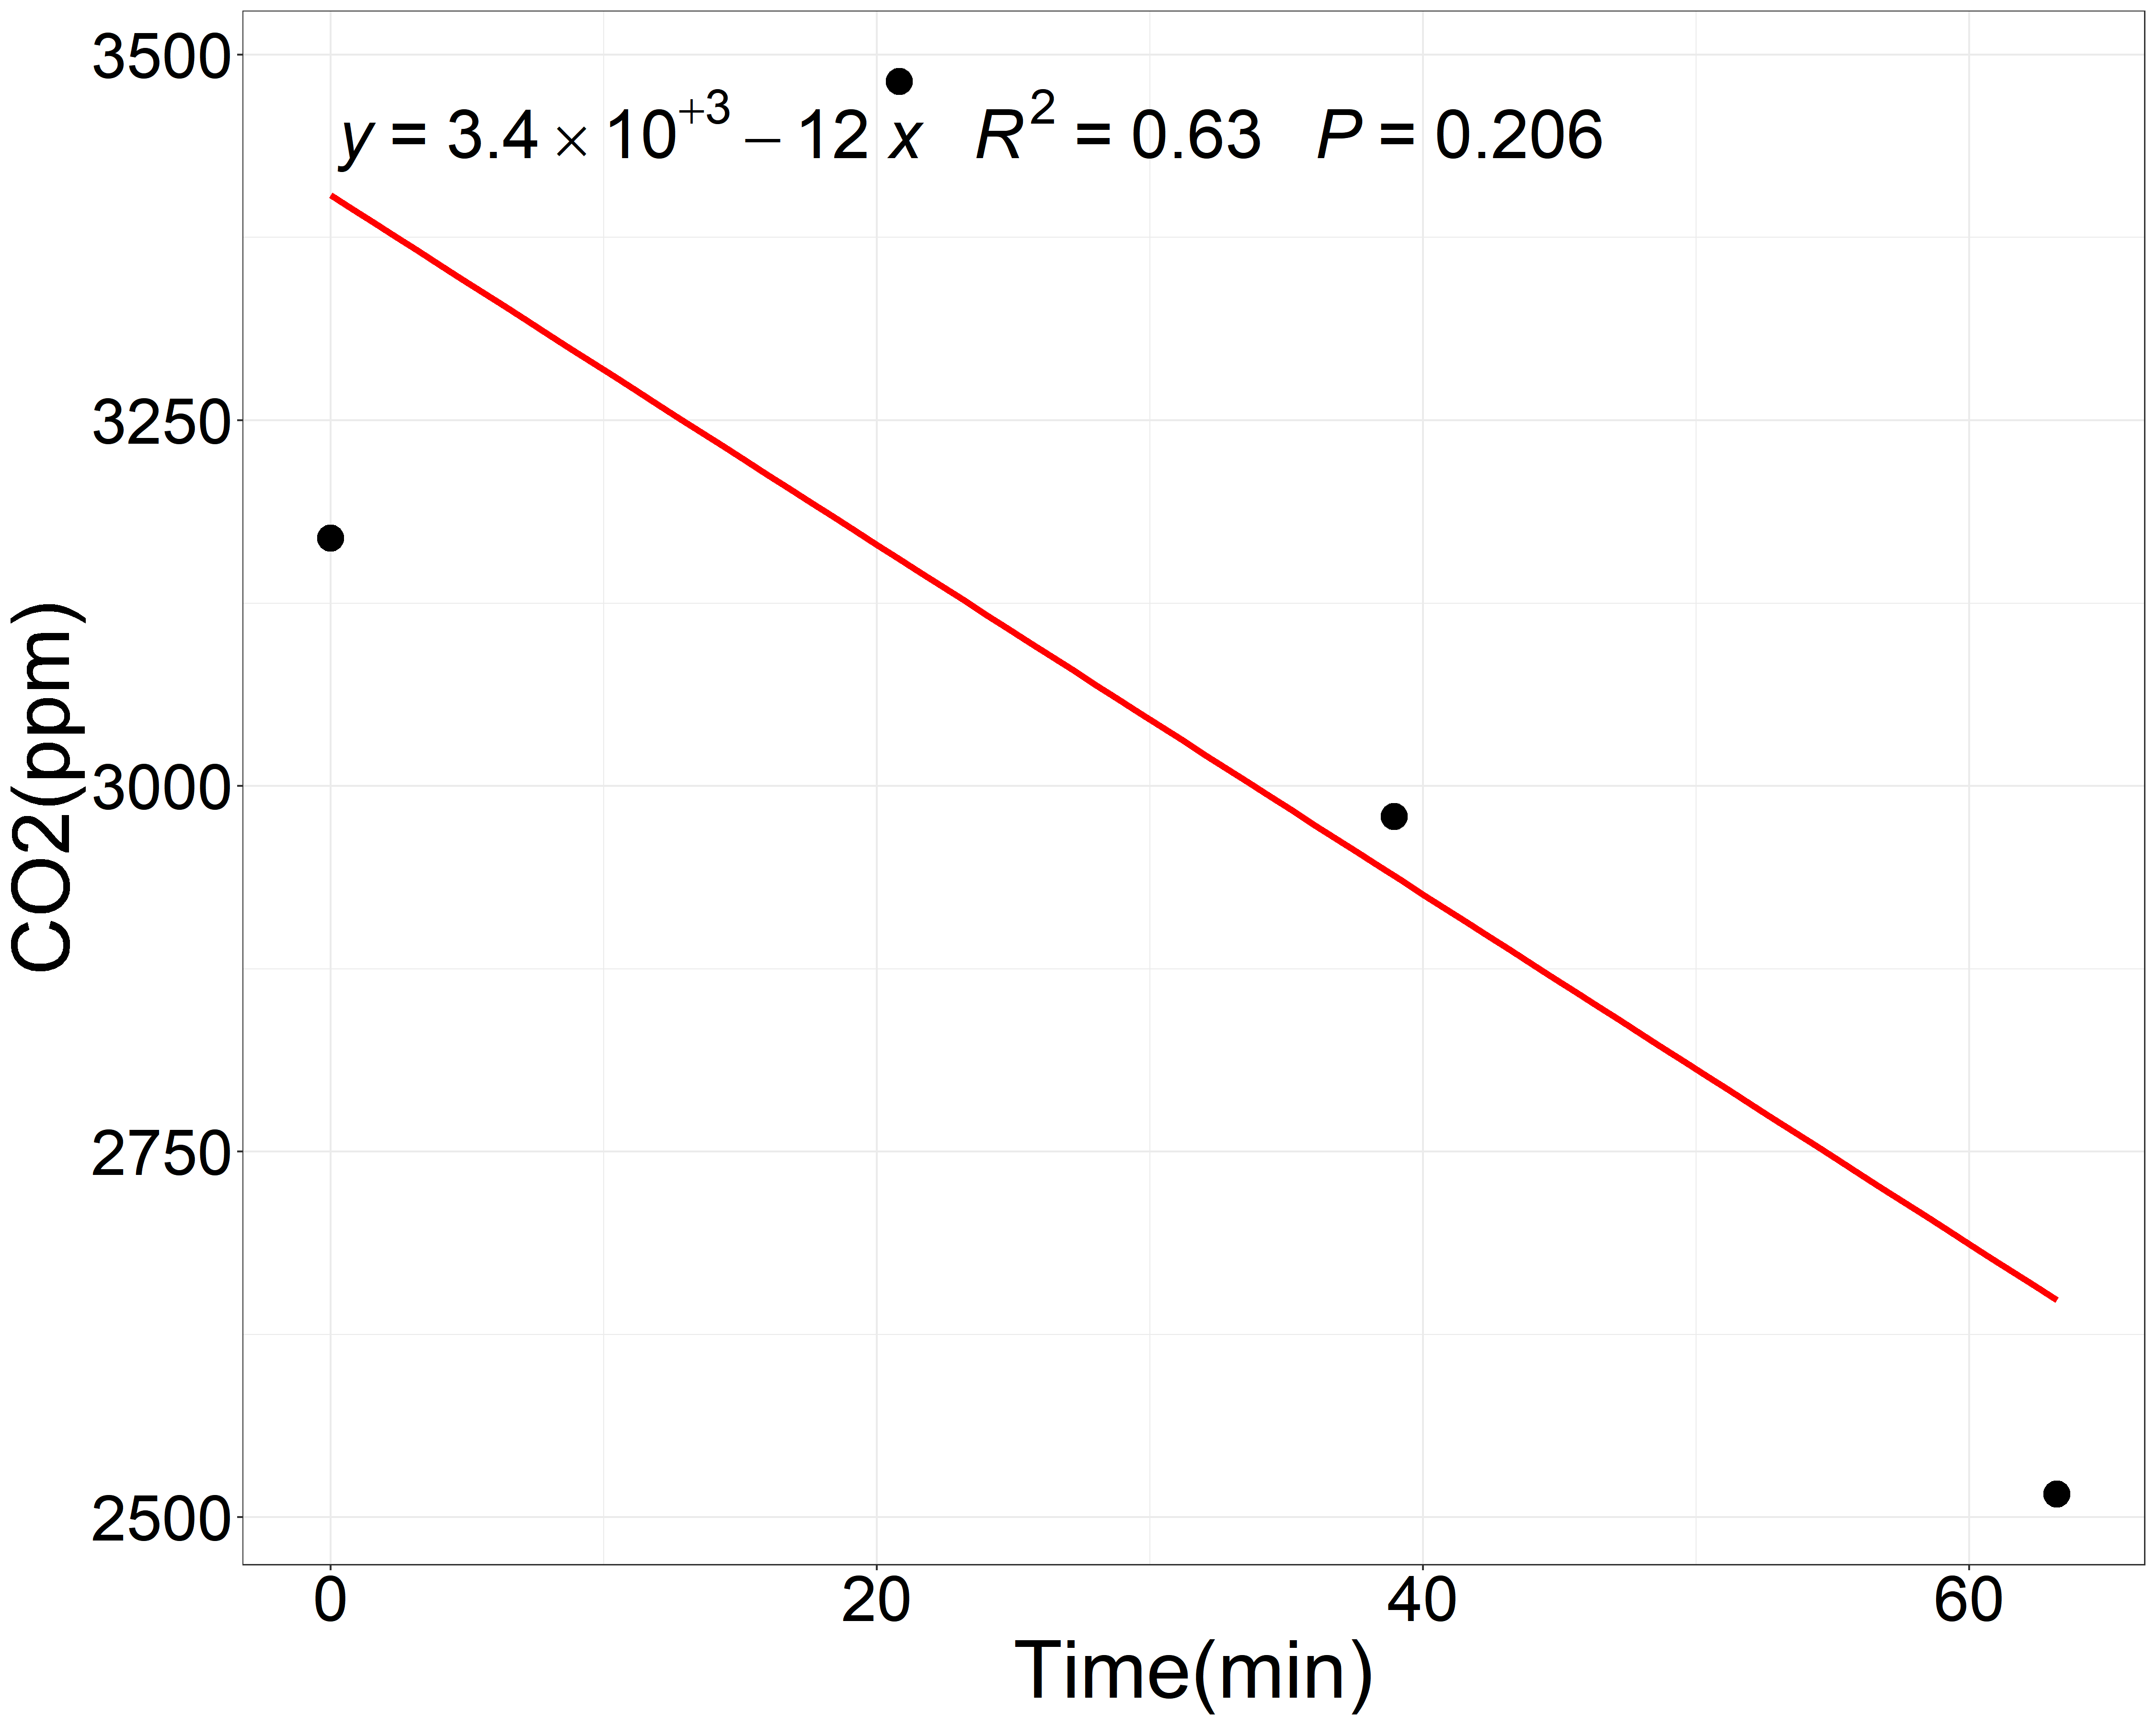 3500
y = 3.4 × 10⁺³ − 12 x   R² = 0.63   P = 0.206
3250
3000
2750
2500
CO2(ppm)
0 20 40 60
Time(min)